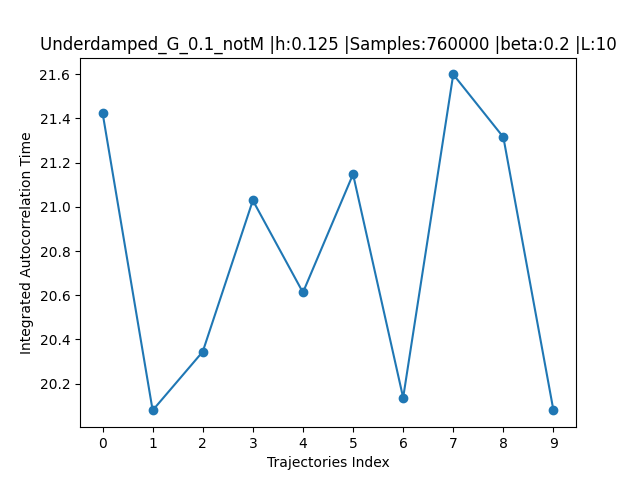 Underdamped_G_0.1_notM |h:0.125 |Samples:760000 |beta:0.2 |L:10
21.6
21.4
21.2
21.0
20.8
20.6
20.4
20.2
Integrated Autocorrelation Time
0 1 2 3 4 5 6 7 8 9
Trajectories Index